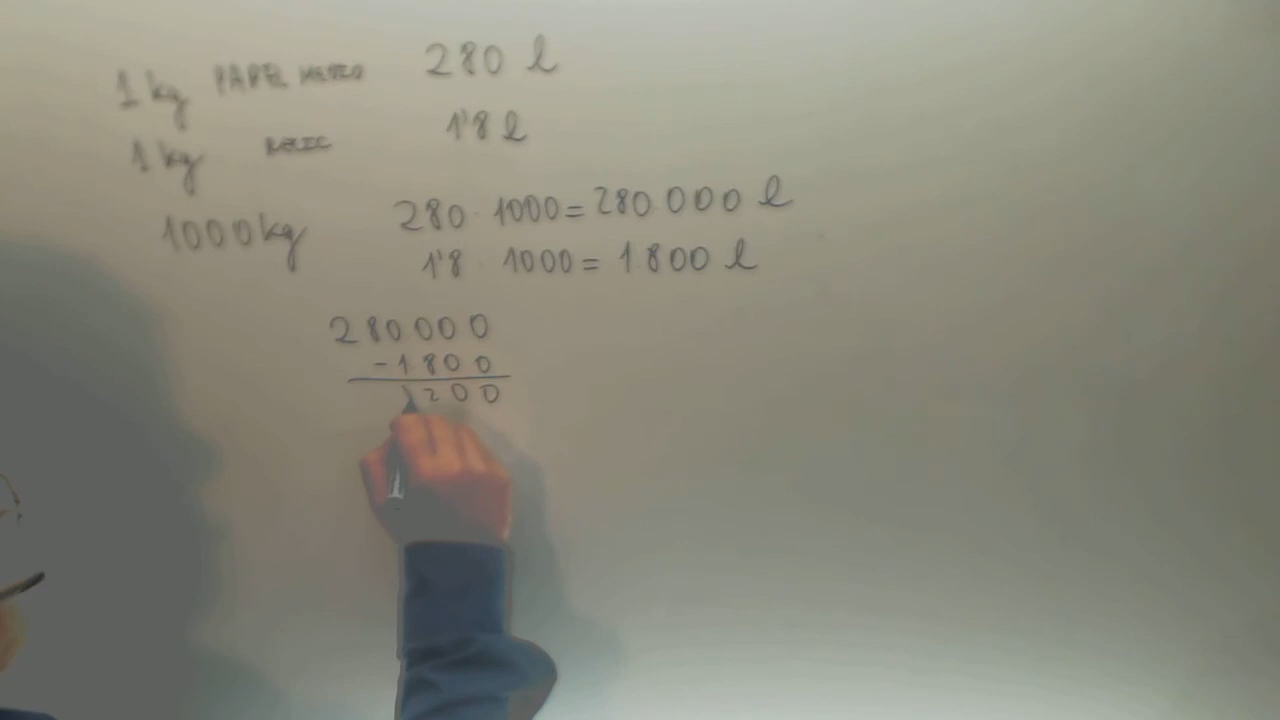 1 kg PAPEL 280 l
1 kg 1'8 l
1000 kg 280 · 1000 = 280 000 l
1'8 · 1000 = 1 800 l
280000
-1800
200